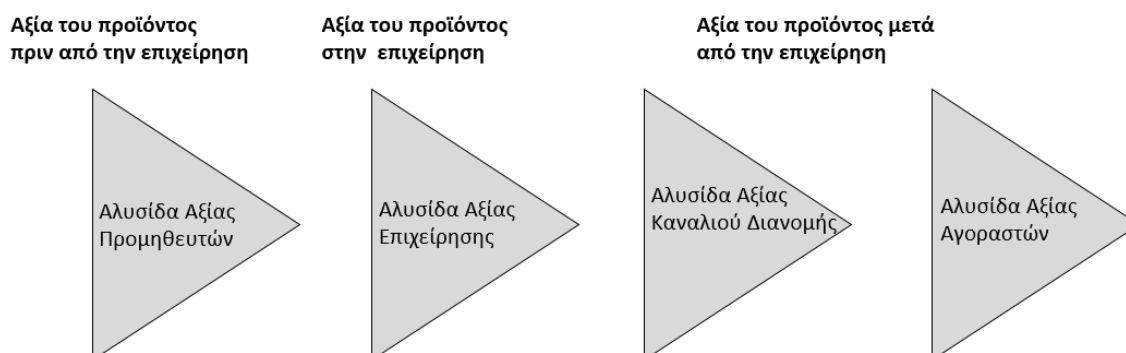 Αξία του προϊόντος
πριν από την επιχείρηση
Αξία του προϊόντος
στην επιχείρηση
Αξία του προϊόντος μετά
από την επιχείρηση
Αλυσίδα Αξίας
Προμηθευτών
Αλυσίδα Αξίας
Επιχείρησης
Αλυσίδα Αξίας
Καναλιού Διανομής
Αλυσίδα Αξίας
Αγοραστών